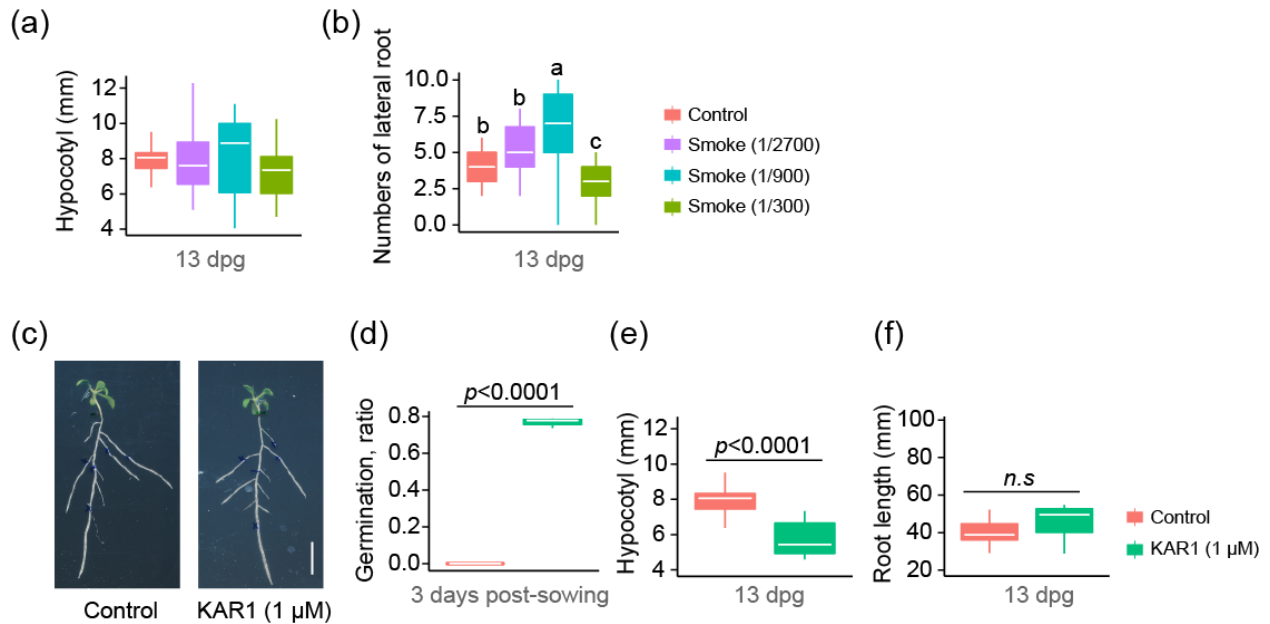 (a)
Hypocotyl (mm)
12
10
8
6
4
13 dpg
(b)
Numbers of lateral root
10.0
7.5
5.0
2.5
0.0
b
b
a
c
13 dpg
Control
Smoke (1/2700)
Smoke (1/900)
Smoke (1/300)
(c)
Control
KAR1 (1 μM)
(d)
Germination, ratio
0.8
0.6
0.4
0.2
0.0
p<0.0001
3 days post-sowing
(e)
Hypocotyl (mm)
12
10
8
6
4
p<0.0001
13 dpg
(f)
Root length (mm)
100
80
60
40
20
n.s
13 dpg
Control
KAR1 (1 μM)